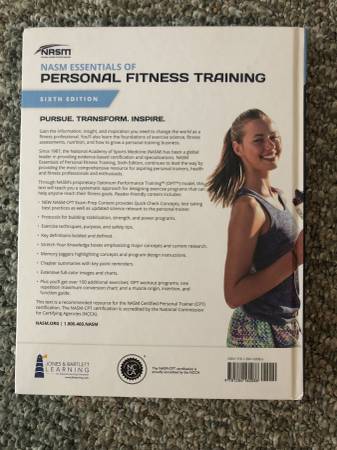 NASM
NASM ESSENTIALS OF
PERSONAL FITNESS TRAINING
SIXTH EDITION
PURSUE. TRANSFORM. INSPIRE.
Gain the information, insight, and inspiration you need to change the world as a
fitness professional. You'll also learn the foundations of exercise science, fitness
assessments, nutrition, and how to grow a personal training business.
Since 1987, the National Academy of Sports Medicine (NASM) has been a global
leader in providing evidence-based certification and specializations. NASM
Essentials of Personal Fitness Training, Sixth Edition, continues to lead the way by
providing the most comprehensive resource for aspiring personal trainers, health
and fitness professionals and enthusiasts.
Through NASM's proprietary Optimum Performance Training™ (OPT™) model, this
text will teach you a systematic approach for designing exercise programs that can
help anyone reach their fitness goals. Reader-friendly content includes:
• NEW NASM-CPT Exam-Prep Content provides Quick-Check Concepts, test taking
best practices as well as updated science relevant to the personal trainer.
• Protocols for building stabilization, strength, and power programs.
• Exercise techniques, purpose, and safety tips.
• Key definitions bolded and defined.
• Stretch Your Knowledge boxes emphasizing major concepts and current research.
• Memory Joggers highlighting concepts and program design instructions.
• Chapter summaries with key point reminders.
• Extensive full-color images and charts.
• Plus you'll get over 100 additional exercises, OPT workout programs, one
repetition maximum conversion chart, and a muscle origin, insertion, and
function guide.
This text is a recommended resource for the NASM Certified Personal Trainer (CPT)
certification. The NASM-CPT certification is accredited by the National Commission
for Certifying Agencies (NCCA).
NASM.ORG | 1.800.460.NASM
JONES & BARTLETT
LEARNING
NCCA
The NASM-CPT certification is
proudly accredited by the NCCA